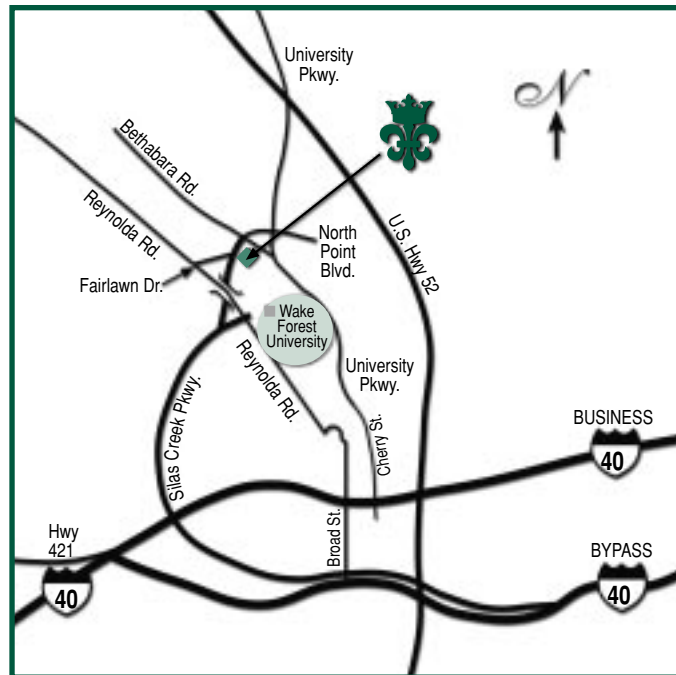 University
Pkwy.
N
Bethabara Rd.
Reynolda Rd.
North
Point
Blvd.
U.S. Hwy 52
Fairlawn Dr.
Wake
Forest
University
Reynolda Rd.
University
Pkwy.
Silas Creek Pkwy.
Cherry St.
BUSINESS
40
Hwy
421
Broad St.
BYPASS
40
40